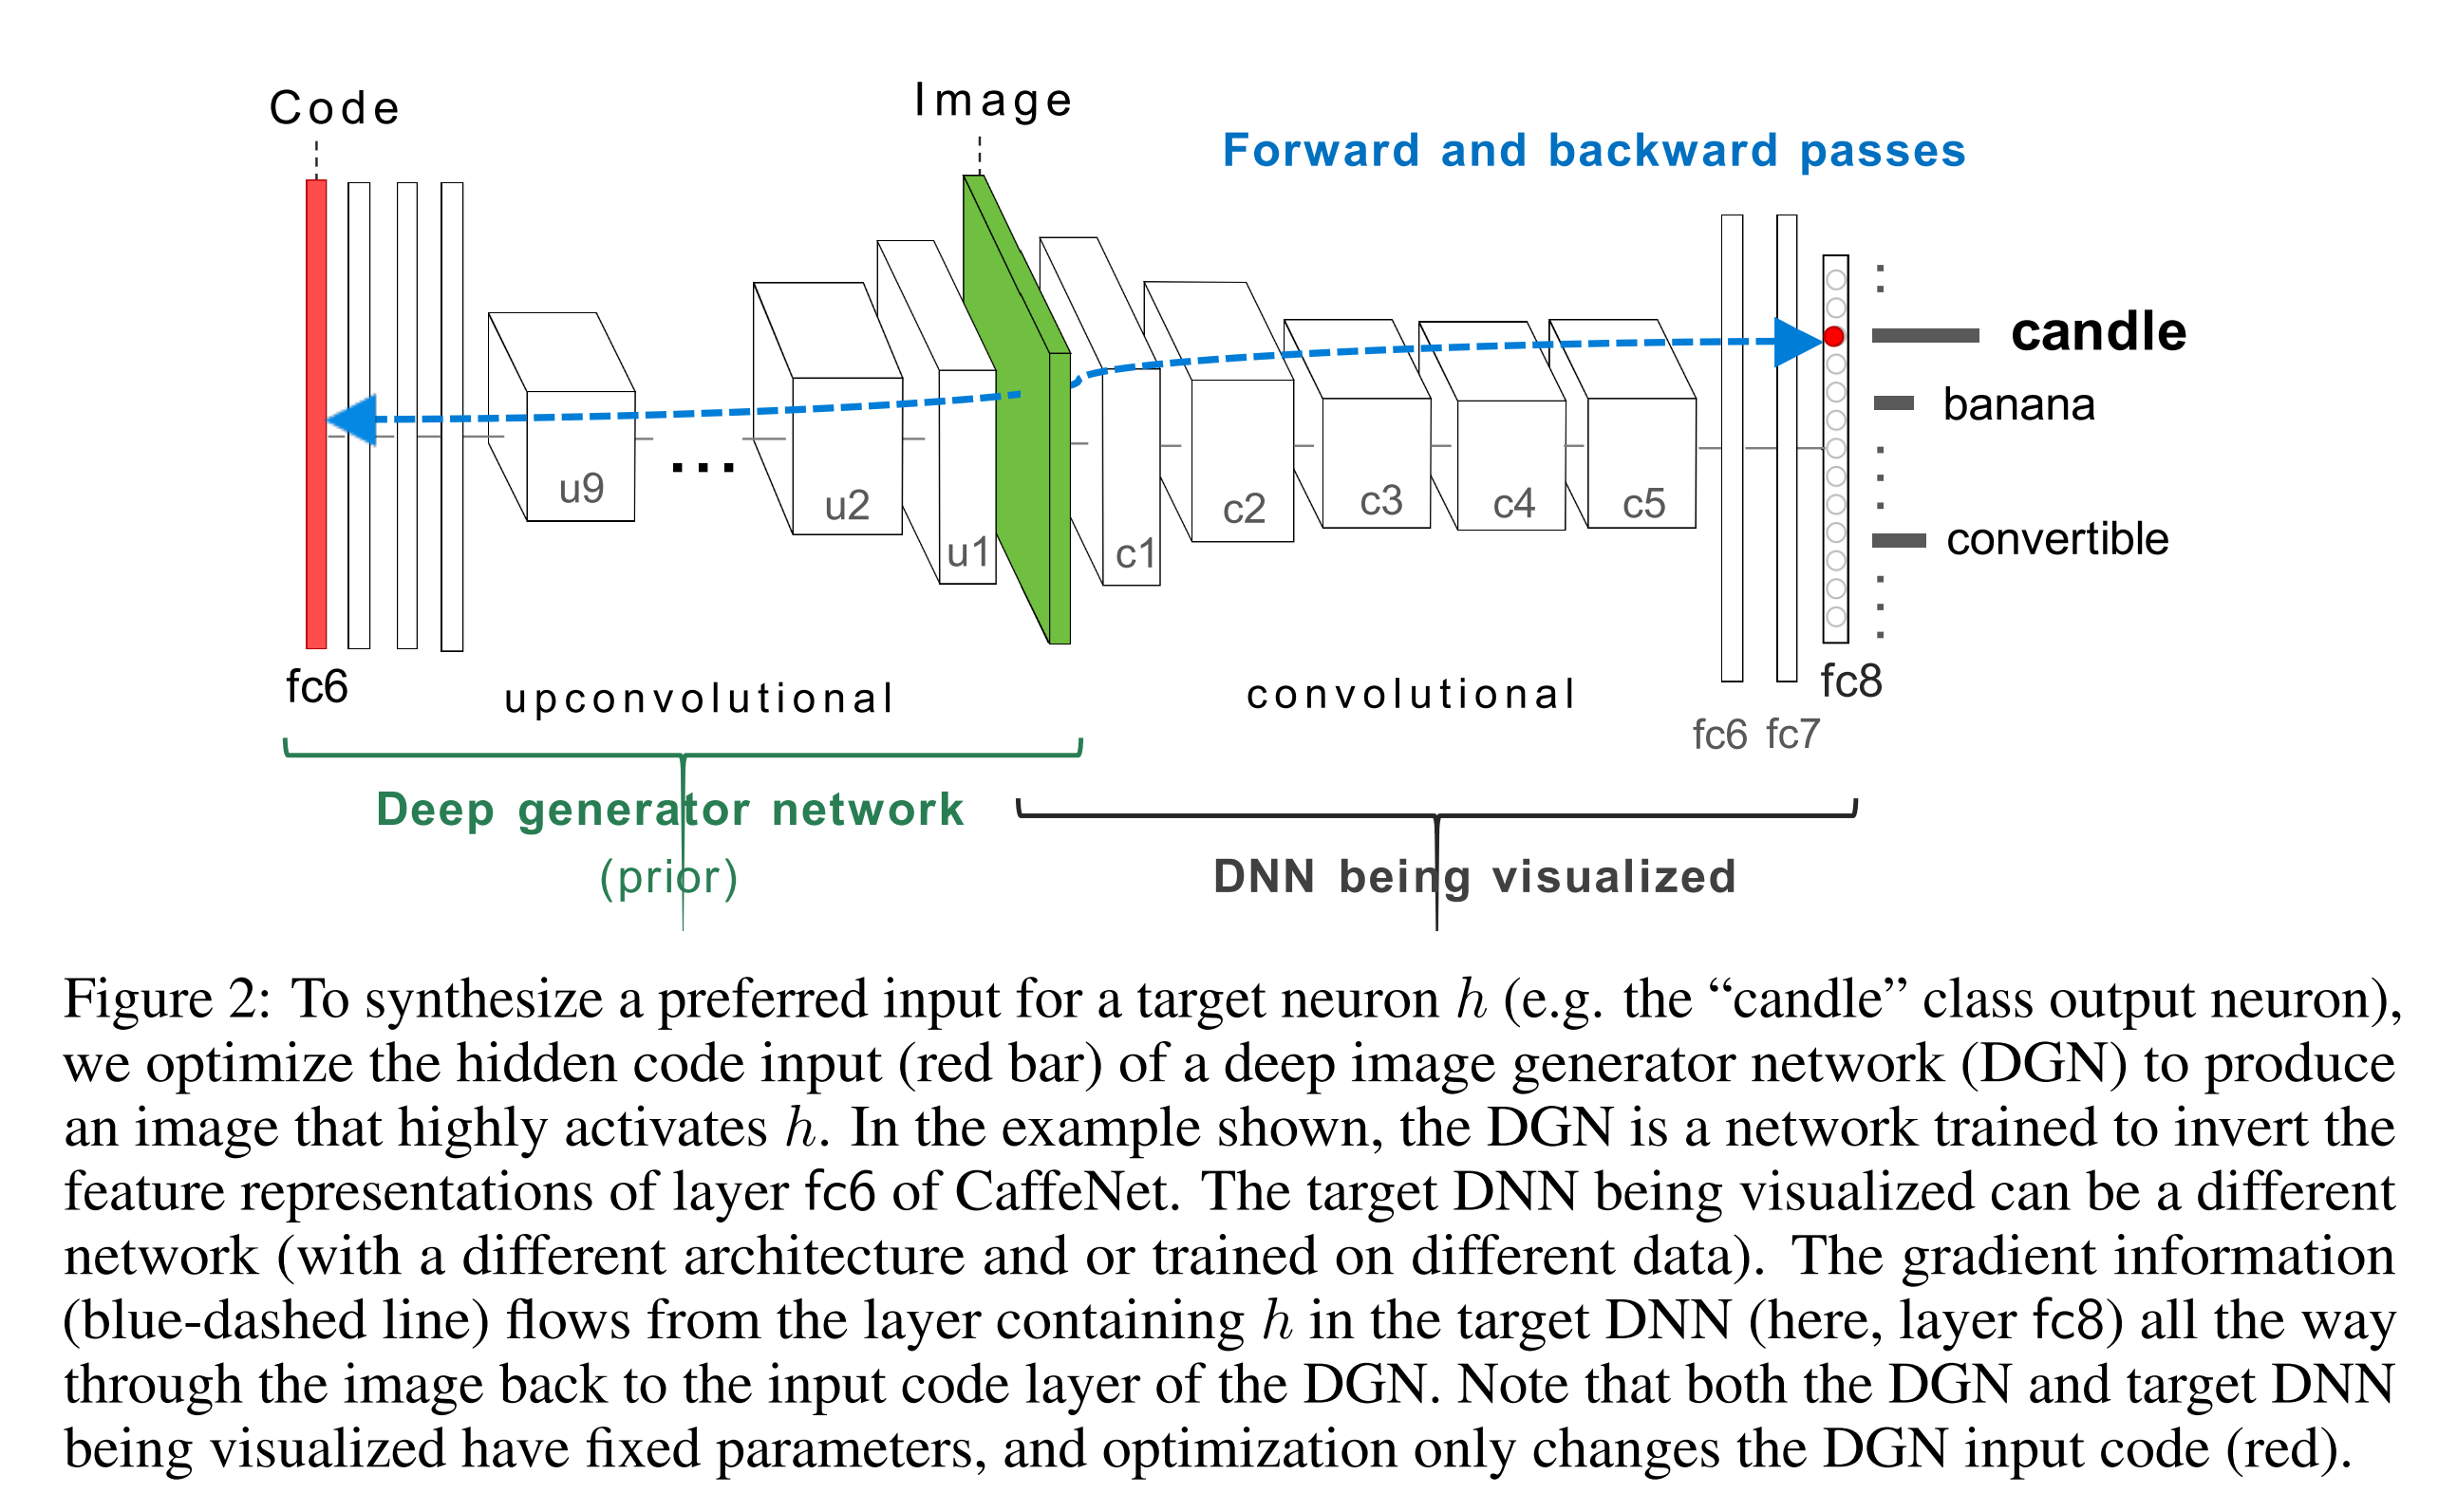 Code
Image
Forward and backward passes
candle
banana
convertible
u9
...
u2
u1
c1
c2
c3
c4
c5
fc6
upconvolutional
convolutional
fc8
fc6 fc7
Deep generator network
(prior)
DNN being visualized
Figure 2: To synthesize a preferred input for a target neuron h (e.g. the “candle” class output neuron),
we optimize the hidden code input (red bar) of a deep image generator network (DGN) to produce
an image that highly activates h. In the example shown, the DGN is a network trained to invert the
feature representations of layer fc6 of CaffeNet. The target DNN being visualized can be a different
network (with a different architecture and or trained on different data). The gradient information
(blue-dashed line) flows from the layer containing h in the target DNN (here, layer fc8) all the way
through the image back to the input code layer of the DGN. Note that both the DGN and target DNN
being visualized have fixed parameters, and optimization only changes the DGN input code (red).